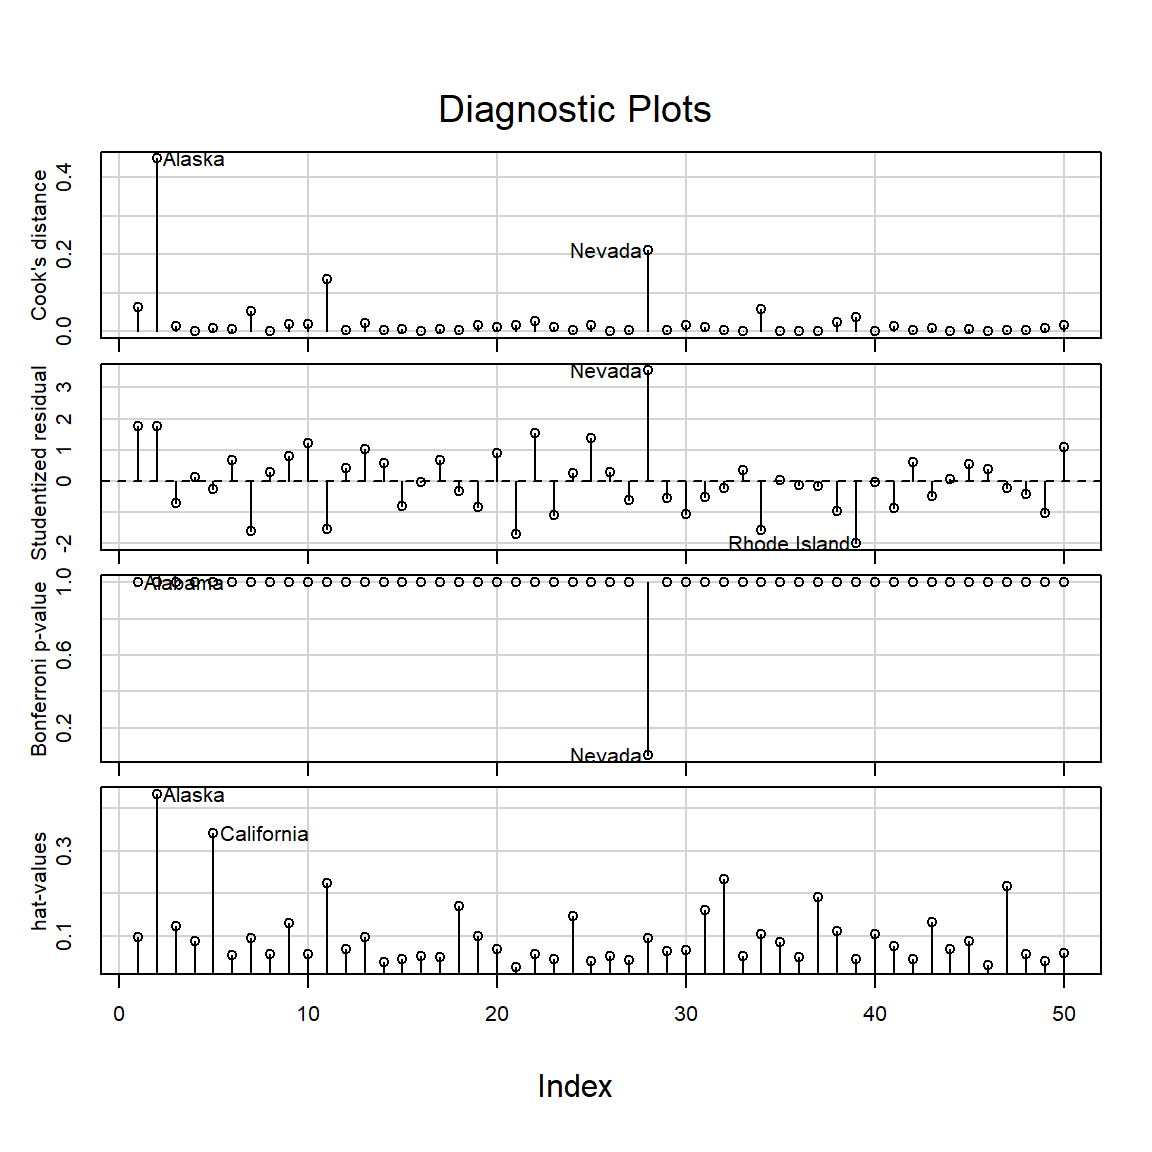 Diagnostic Plots
Cook's distance
0.0 0.2 0.4
Alaska
Nevada
Studentized residual
-2 0 1 2 3
Nevada
Rhode Island
Bonferroni p-value
0.2 0.6 1.0
Alabama
Nevada
hat-values
0.1 0.3
Alaska
California
0 10 20 30 40 50
Index